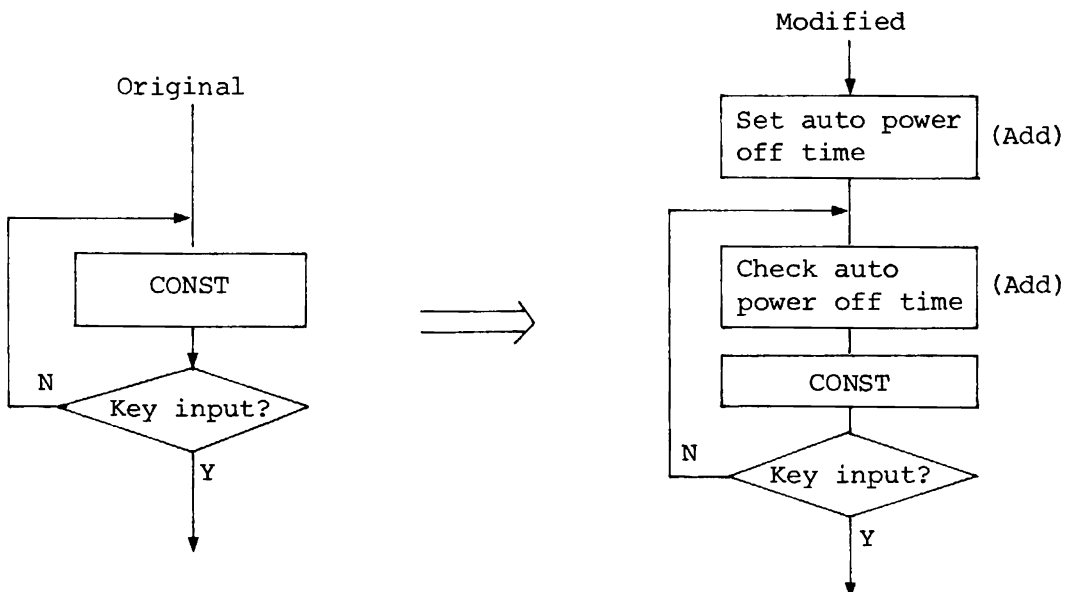 Original
CONST
N
Key input?
Y
Modified
Set auto power
off time
(Add)
Check auto
power off time
(Add)
CONST
N
Key input?
Y